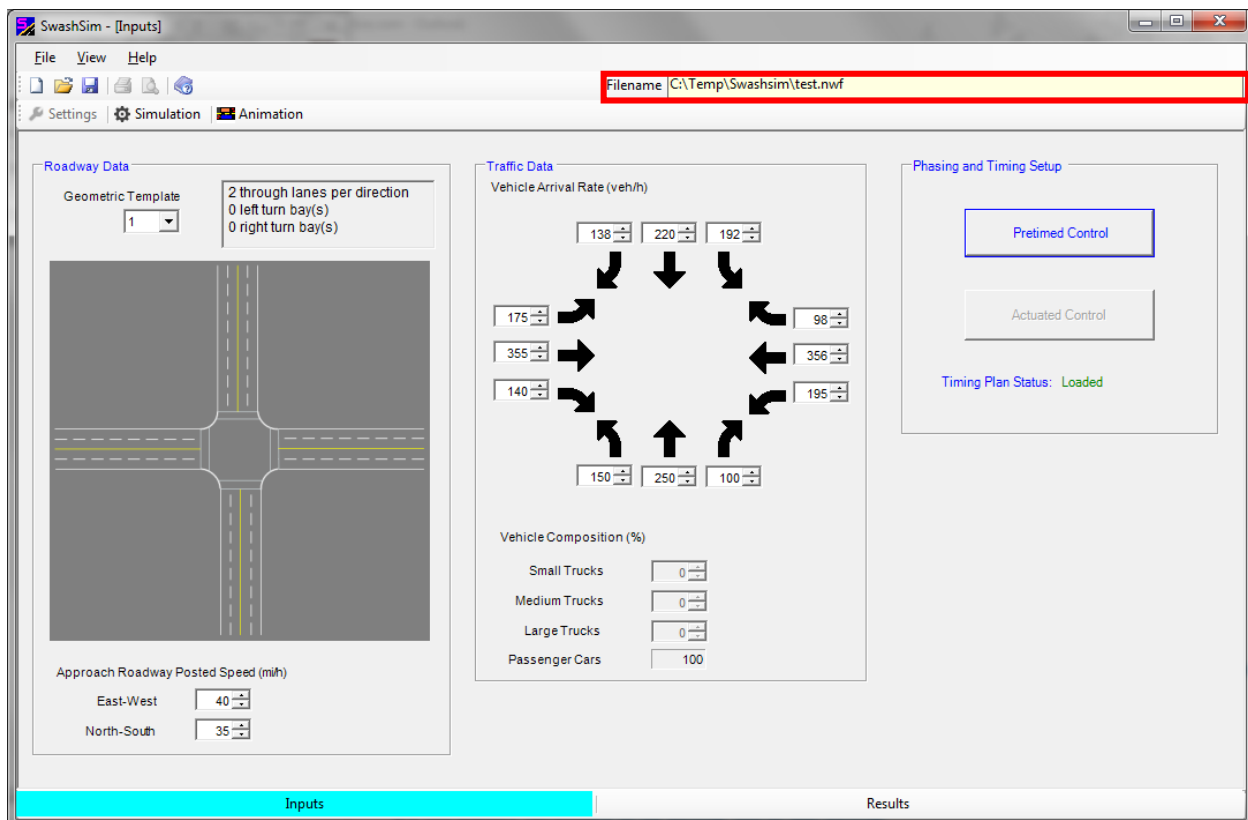 SwashSim - [Inputs]
File View Help
Filename C:\Temp\Swashsim\test.nwf
Settings Simulation Animation
Roadway Data
Geometric Template
1
2 through lanes per direction
0 left turn bay(s)
0 right turn bay(s)
Approach Roadway Posted Speed (mi/h)
East-West 40
North-South 35
Traffic Data
Vehicle Arrival Rate (veh/h)
138 220 192
175 98
355 356
140 195
150 250 100
Vehicle Composition (%)
Small Trucks 0
Medium Trucks 0
Large Trucks 0
Passenger Cars 100
Phasing and Timing Setup
Pretimed Control
Actuated Control
Timing Plan Status: Loaded
Inputs Results